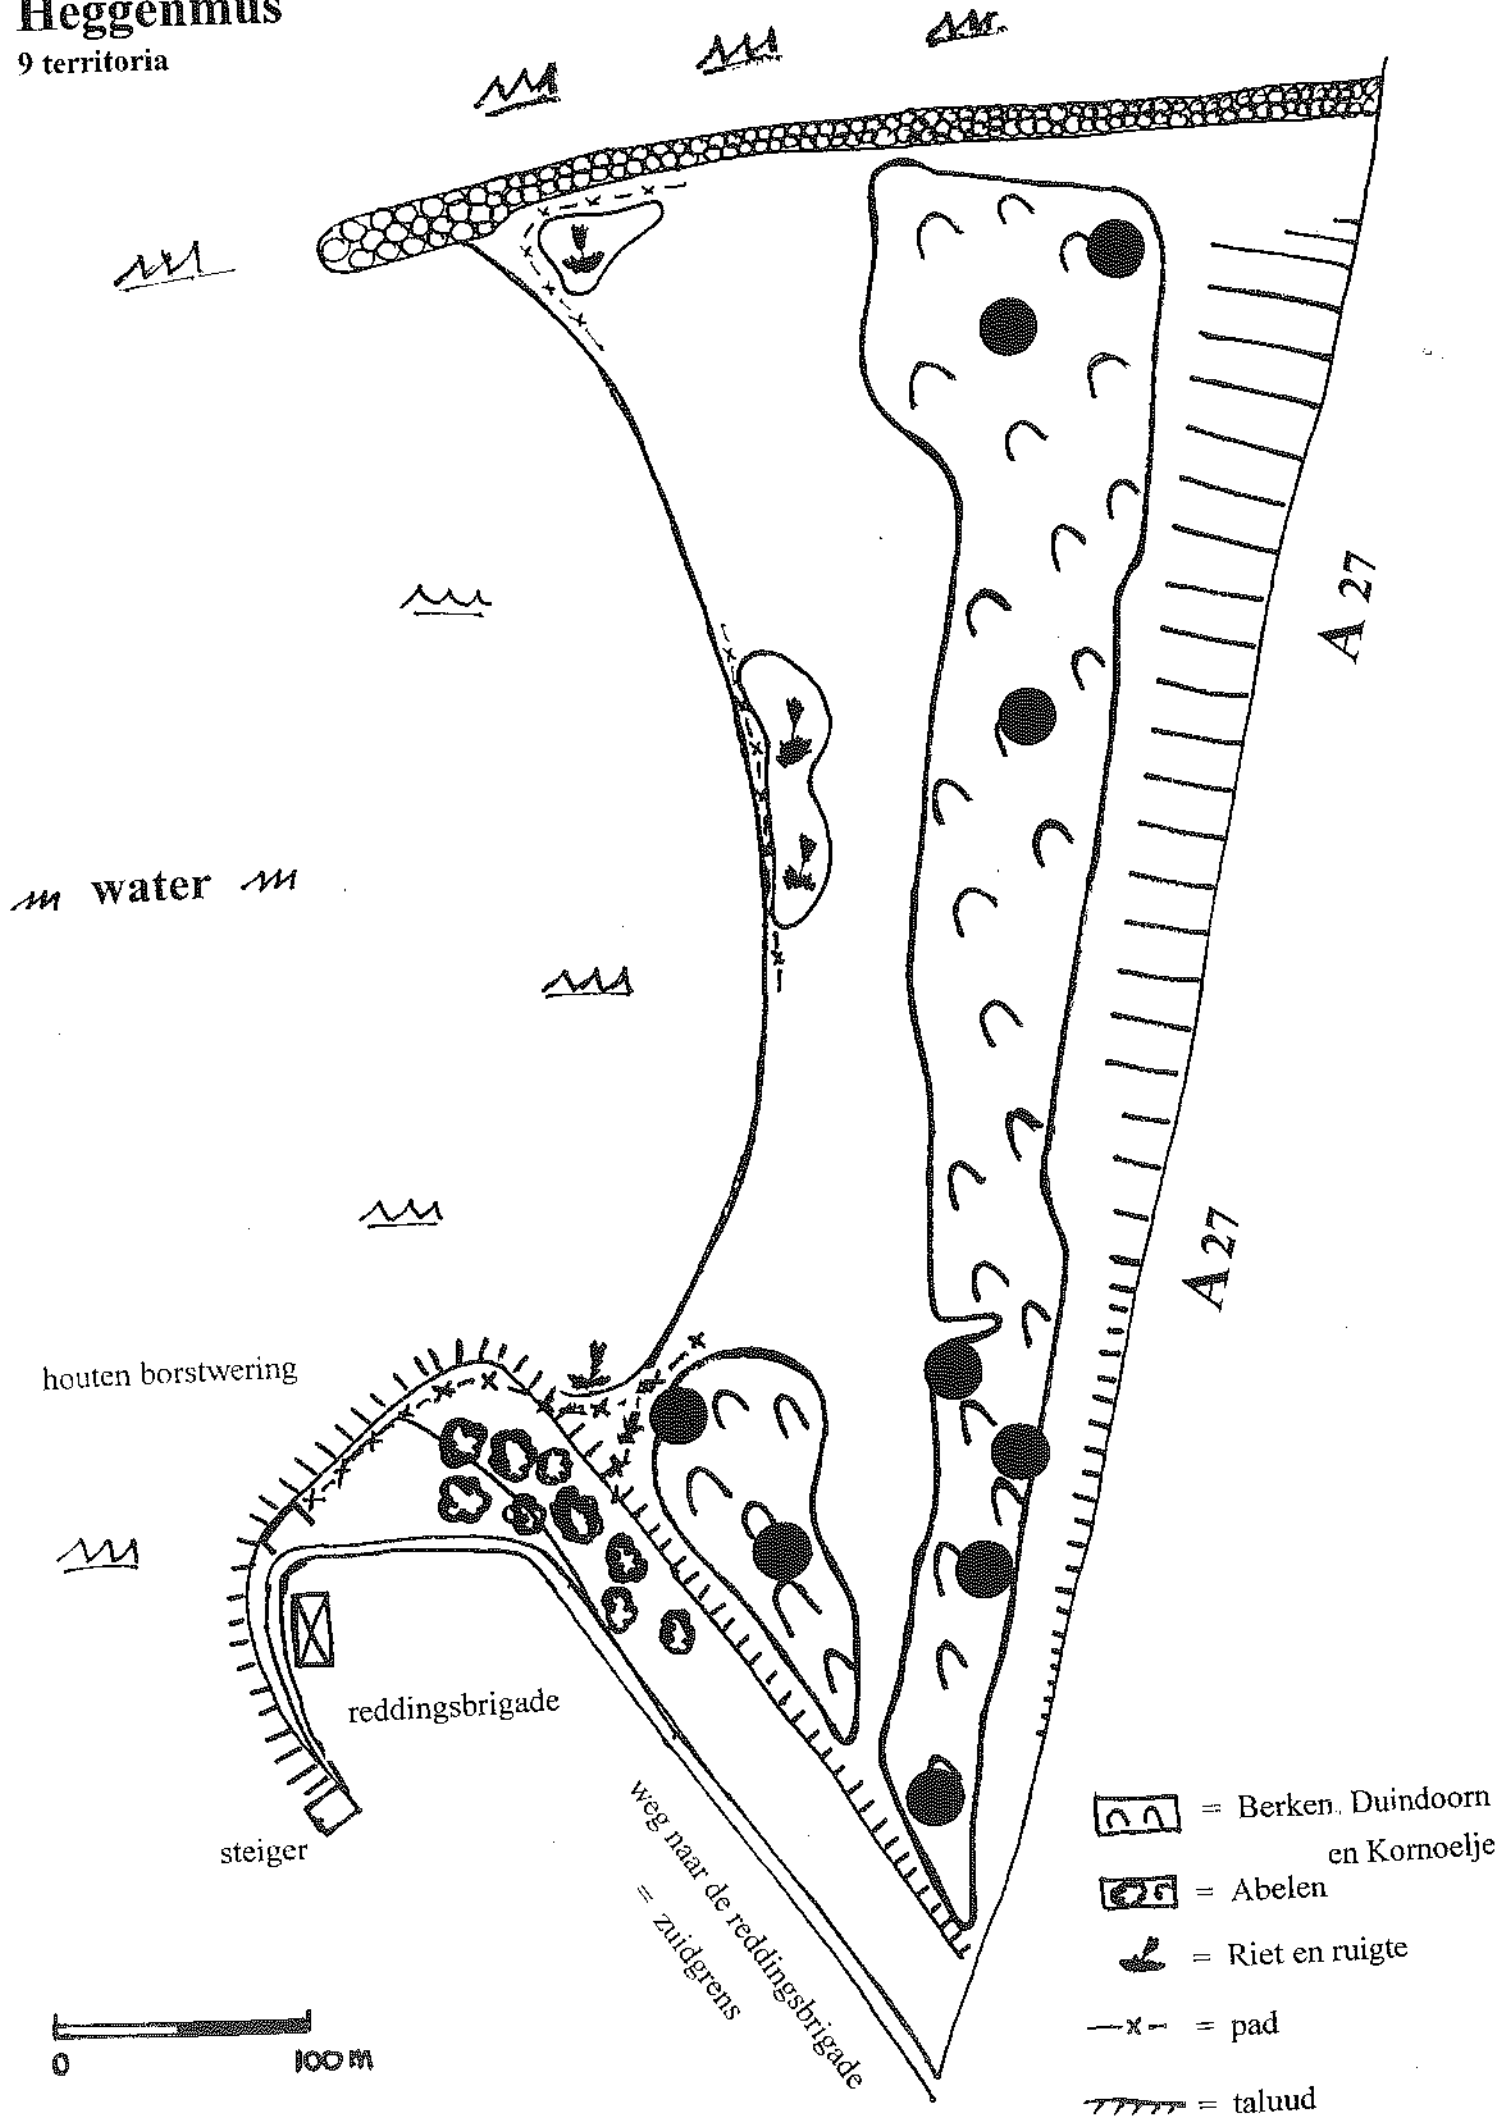 Heggenmus
9 territoria
A 27
water
A 27
houten borstwering
reddingsbrigade
steiger
weg naar de reddingsbrigade
= zuidgrens
= Berken, Duindoorn
en Kornoelje
= Abelen
= Riet en ruigte
= pad
= taluud
0 100 m